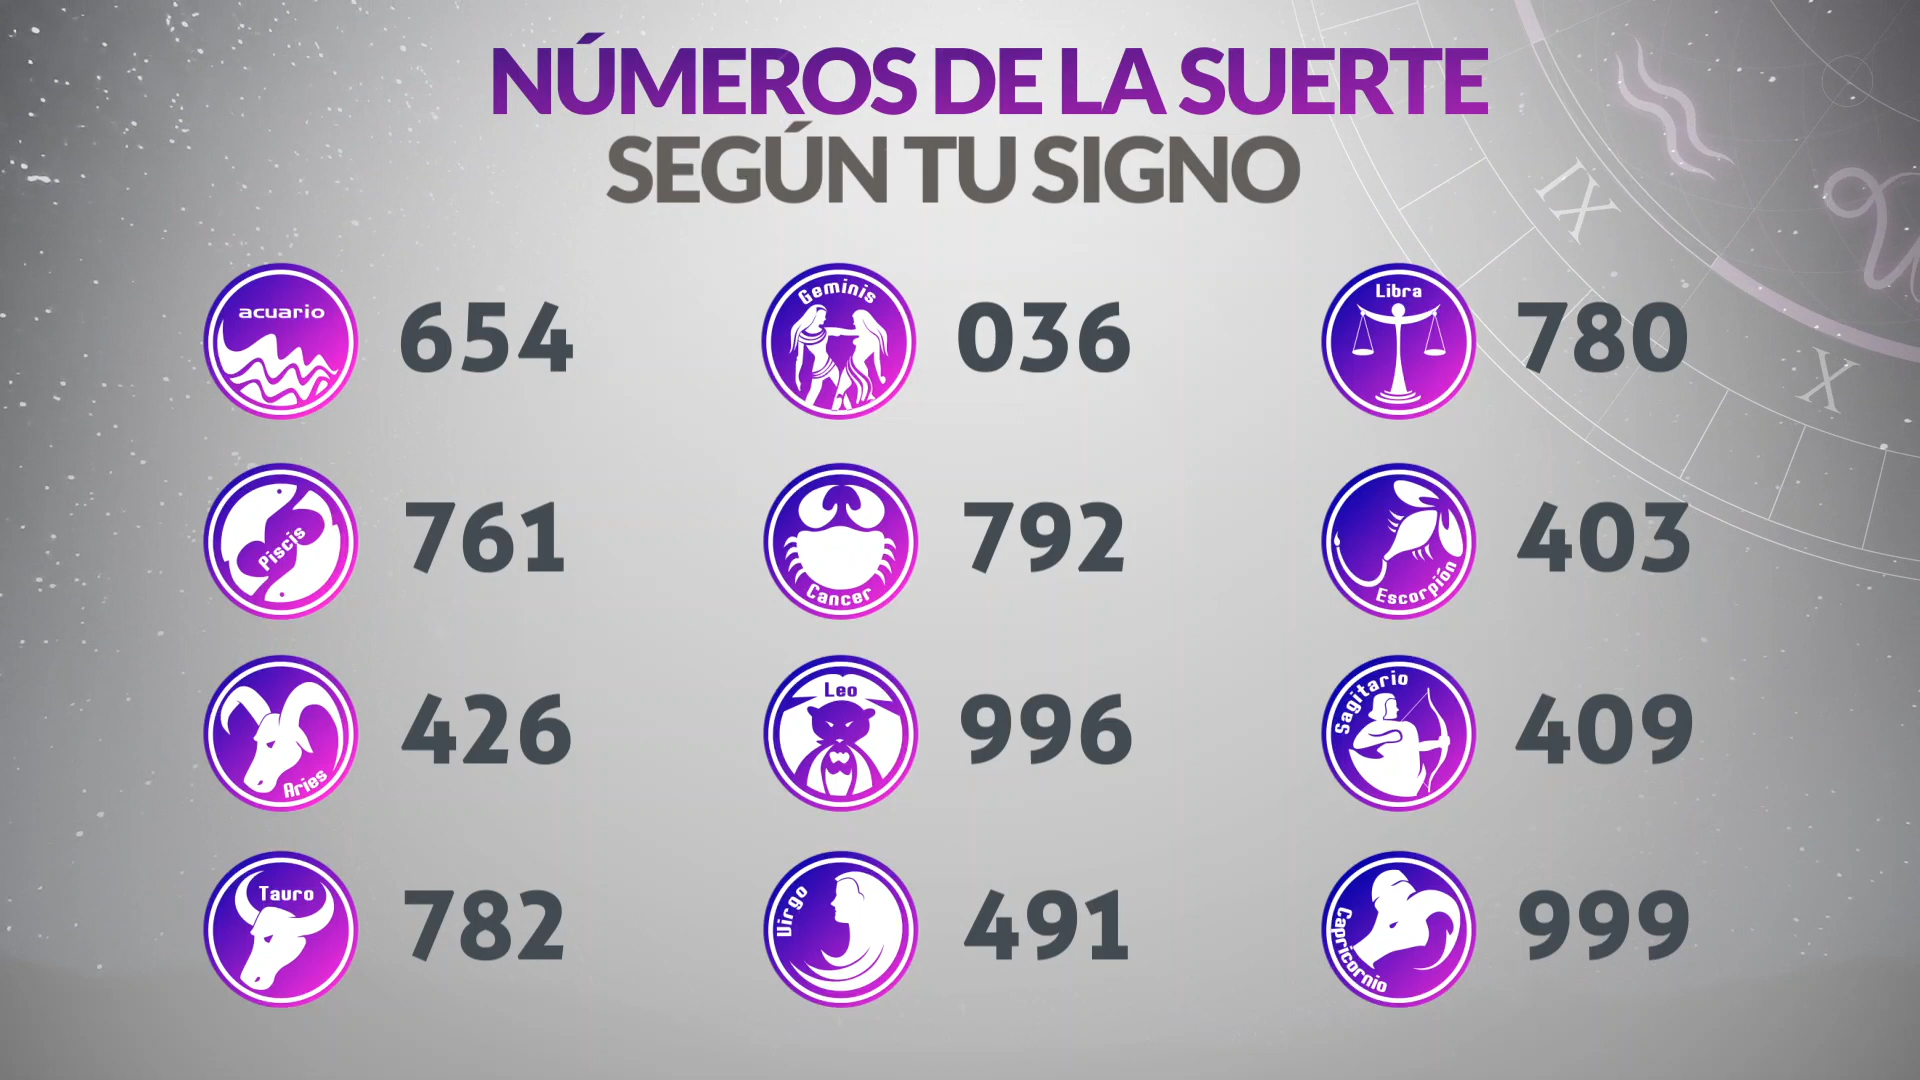 NÚMEROS DE LA SUERTE
SEGÚN TU SIGNO
acuario
654
Geminis
036
Libra
780
Piscis
761
Cancer
792
Escorpión
403
Aries
426
Leo
996
Sagitario
409
Tauro
782
Virgo
491
Capricornio
999
IX
X